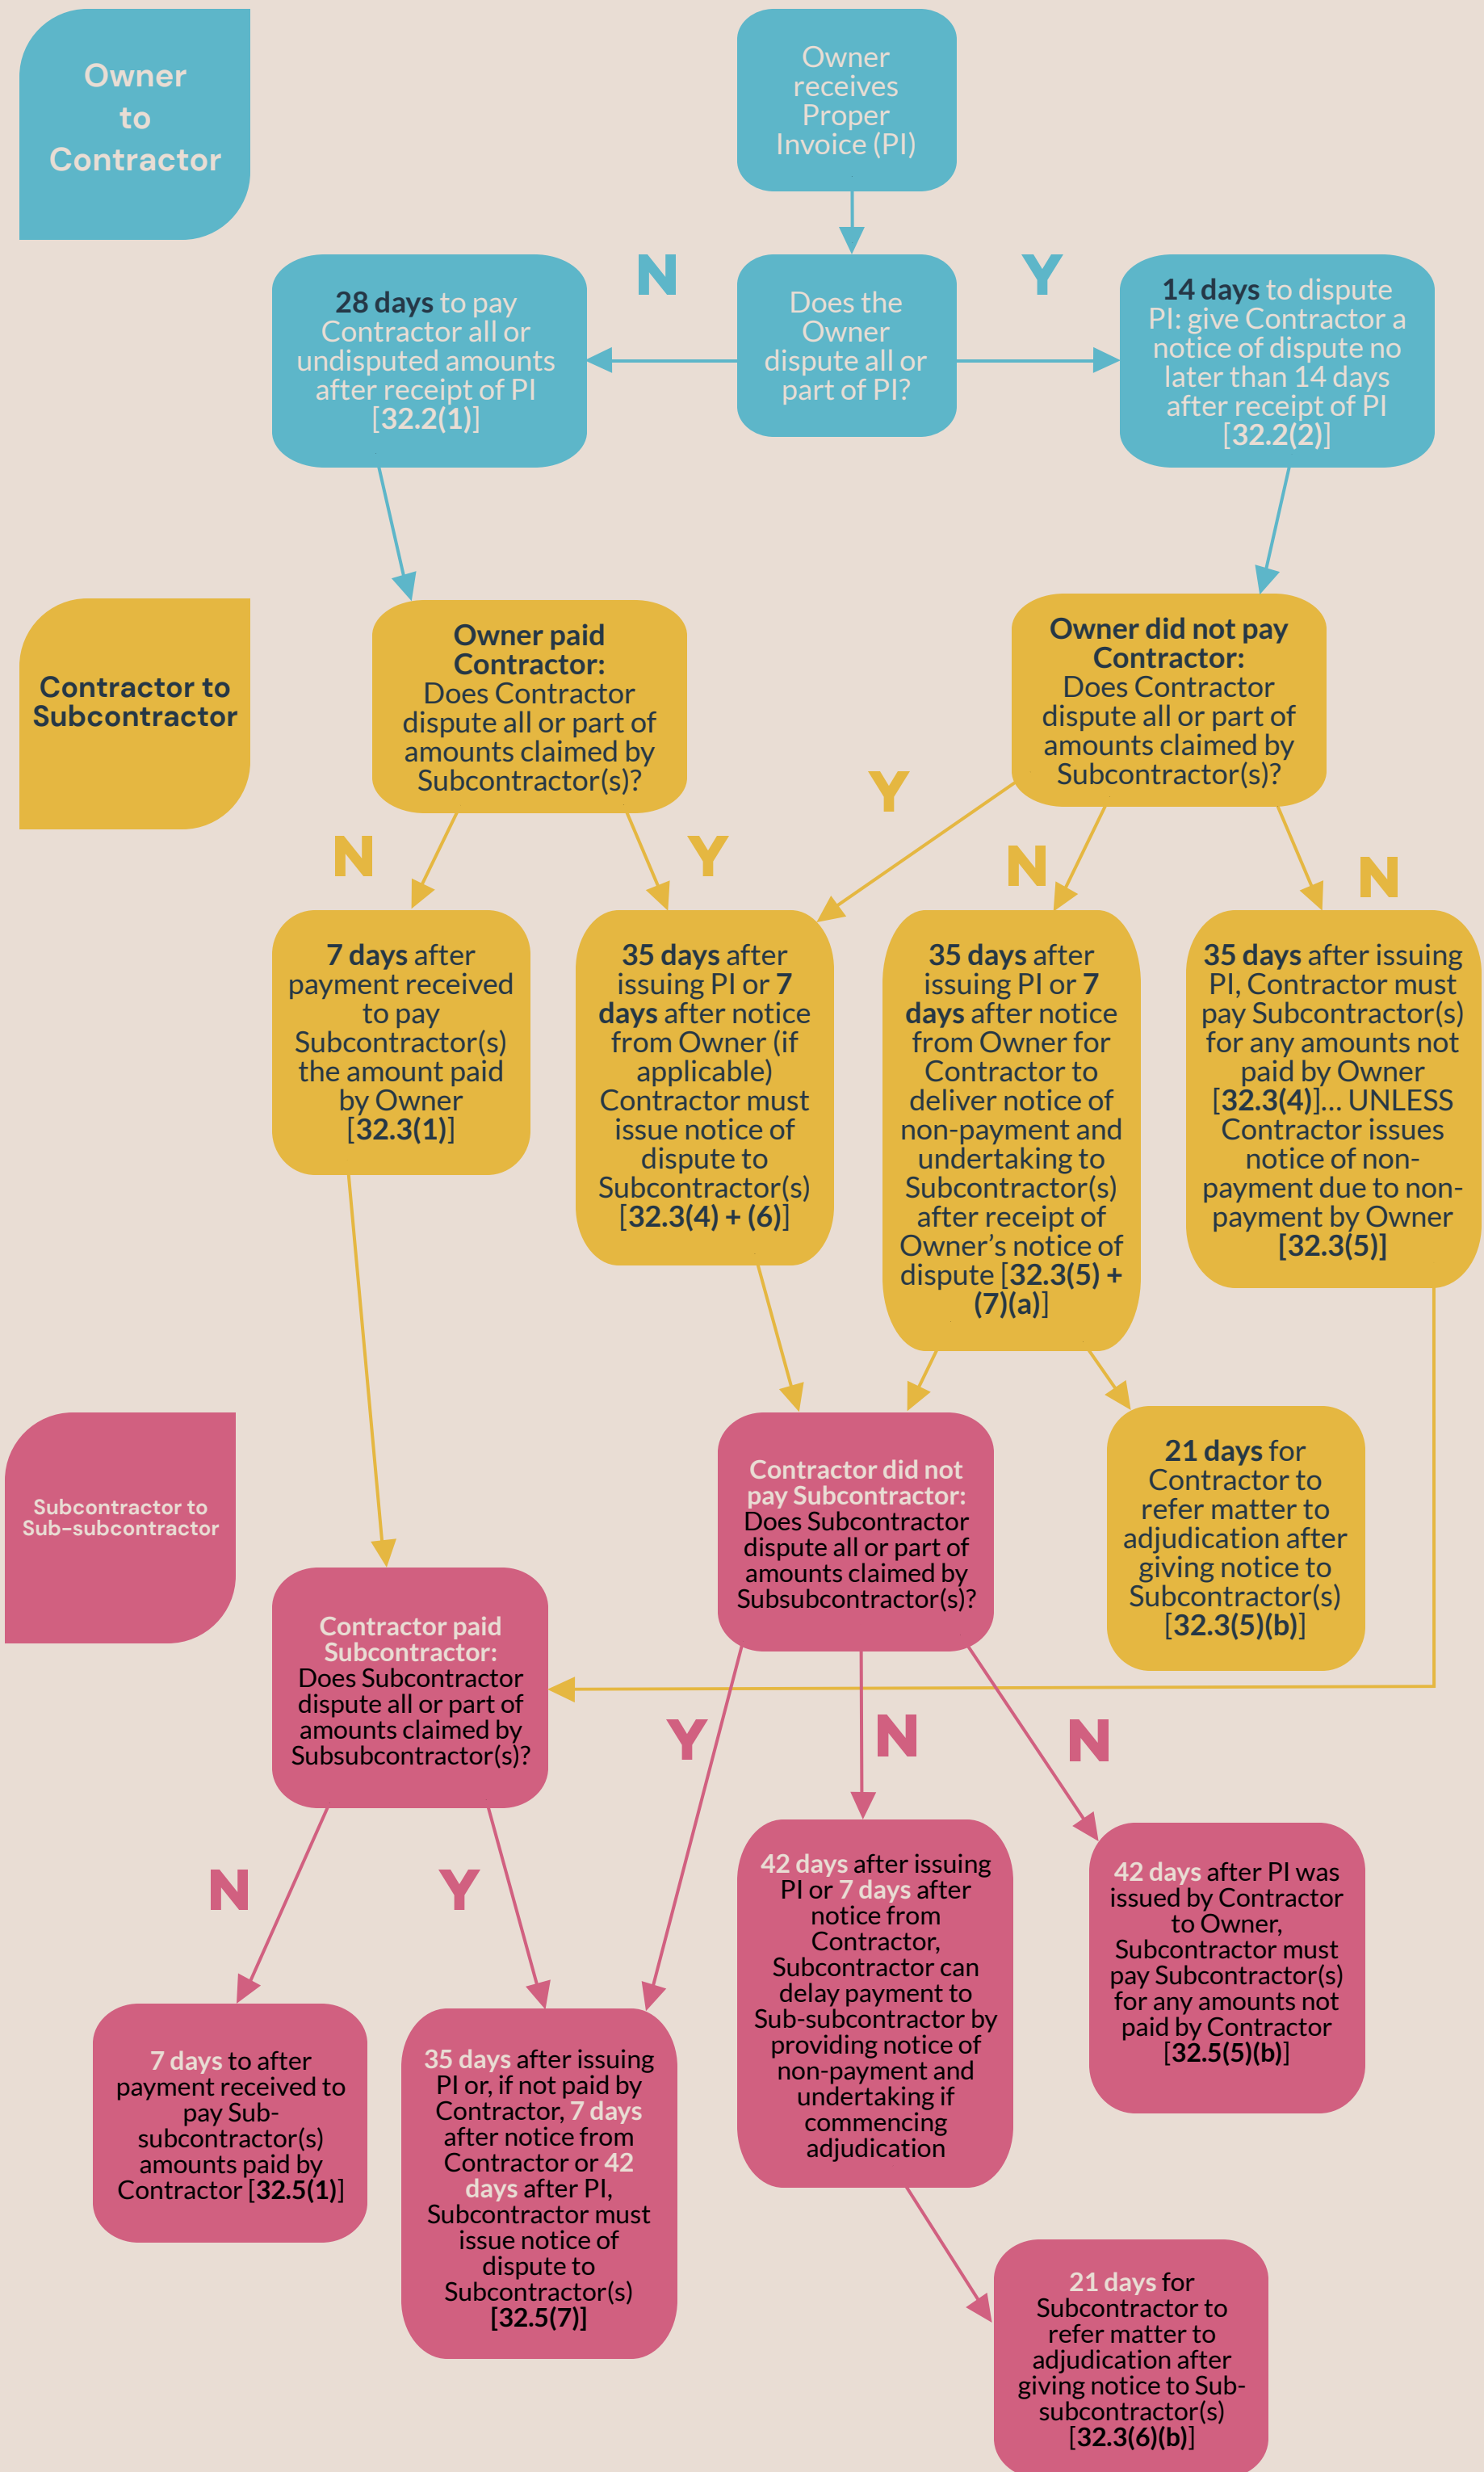 Owner
to
Contractor
Owner
receives
Proper
Invoice (PI)
N
Y
28 days to pay
Contractor all or
undisputed amounts
after receipt of PI
[32.2(1)]
Does the
Owner
dispute all or
part of PI?
14 days to dispute
PI: give Contractor a
notice of dispute no
later than 14 days
after receipt of PI
[32.2(2)]
Contractor to
Subcontractor
Owner paid
Contractor:
Does Contractor
dispute all or part of
amounts claimed by
Subcontractor(s)?
Owner did not pay
Contractor:
Does Contractor
dispute all or part of
amounts claimed by
Subcontractor(s)?
N
Y
Y
N
N
7 days after
payment received
to pay
Subcontractor(s)
the amount paid
by Owner
[32.3(1)]
35 days after
issuing PI or 7
days after notice
from Owner (if
applicable)
Contractor must
issue notice of
dispute to
Subcontractor(s)
[32.3(4) + (6)]
35 days after
issuing PI or 7
days after notice
from Owner for
Contractor to
deliver notice of
non-payment and
undertaking to
Subcontractor(s)
after receipt of
Owner’s notice of
dispute [32.3(5) +
(7)(a)]
35 days after issuing
PI, Contractor must
pay Subcontractor(s)
for any amounts not
paid by Owner
[32.3(4)]... UNLESS
Contractor issues
notice of non-
payment due to non-
payment by Owner
[32.3(5)]
Subcontractor to
Sub-subcontractor
Contractor did not
pay Subcontractor:
Does Subcontractor
dispute all or part of
amounts claimed by
Subsubcontractor(s)?
21 days for
Contractor to
refer matter to
adjudication after
giving notice to
Subcontractor(s)
[32.3(5)(b)]
Contractor paid
Subcontractor:
Does Subcontractor
dispute all or part of
amounts claimed by
Subsubcontractor(s)?
Y
N
N
N
Y
42 days after issuing
PI or 7 days after
notice from
Contractor,
Subcontractor can
delay payment to
Sub-subcontractor by
providing notice of
non-payment and
undertaking if
commencing
adjudication
42 days after PI was
issued by Contractor
to Owner,
Subcontractor must
pay Subcontractor(s)
for any amounts not
paid by Contractor
[32.5(5)(b)]
7 days to after
payment received to
pay Sub-
subcontractor(s)
amounts paid by
Contractor [32.5(1)]
35 days after issuing
PI or, if not paid by
Contractor, 7 days
after notice from
Contractor or 42
days after PI,
Subcontractor must
issue notice of
dispute to
Subcontractor(s)
[32.5(7)]
21 days for
Subcontractor to
refer matter to
adjudication after
giving notice to Sub-
subcontractor(s)
[32.3(6)(b)]